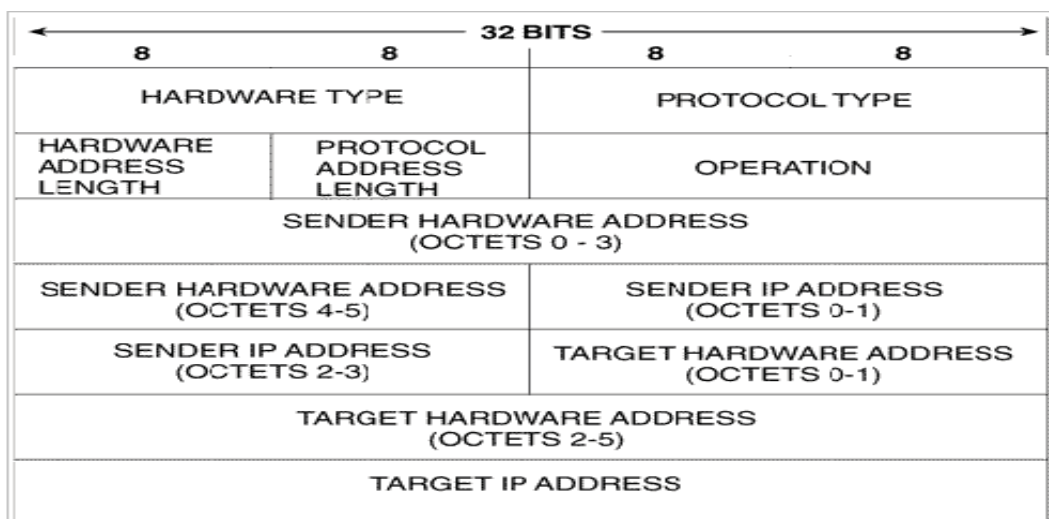 32 BITS
8 8 8 8
HARDWARE TYPE
PROTOCOL TYPE
HARDWARE
ADDRESS
LENGTH
PROTOCOL
ADDRESS
LENGTH
OPERATION
SENDER HARDWARE ADDRESS
(OCTETS 0 - 3)
SENDER HARDWARE ADDRESS
(OCTETS 4-5)
SENDER IP ADDRESS
(OCTETS 0-1)
SENDER IP ADDRESS
(OCTETS 2-3)
TARGET HARDWARE ADDRESS
(OCTETS 0-1)
TARGET HARDWARE ADDRESS
(OCTETS 2-5)
TARGET IP ADDRESS